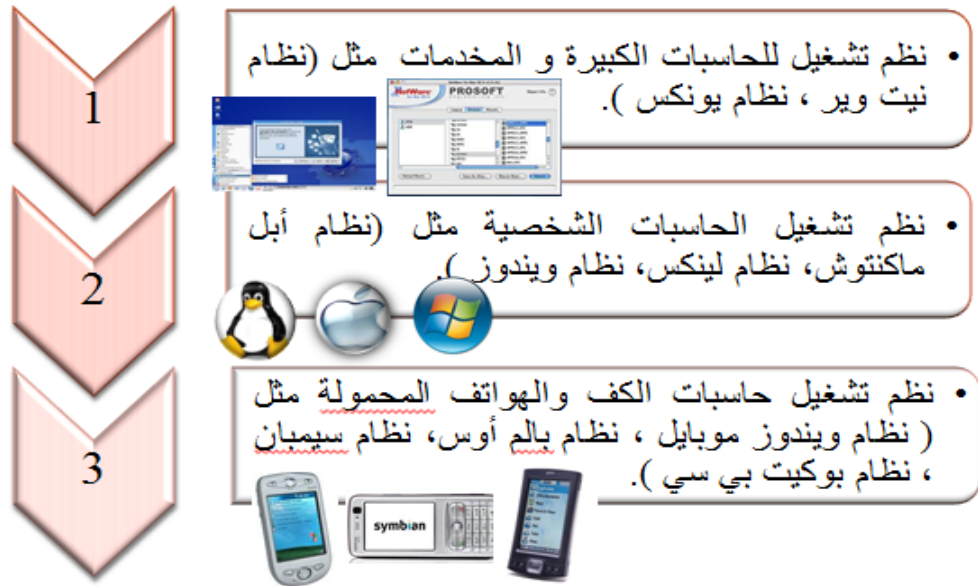 1
• نظم تشغيل للحاسبات الكبيرة و المخدمات مثل (نظام
نيت وير ، نظام يونكس ).
NetWare
PROSOFT
2
• نظم تشغيل الحاسبات الشخصية مثل (نظام أبل
ماكنتوش، نظام لينكس، نظام ويندوز ).
3
• نظم تشغيل حاسبات الكف والهواتف المحمولة مثل
( نظام ويندوز موبايل ، نظام بالم أوس، نظام سيمبان
، نظام بوكيت بي سي ).
symbian